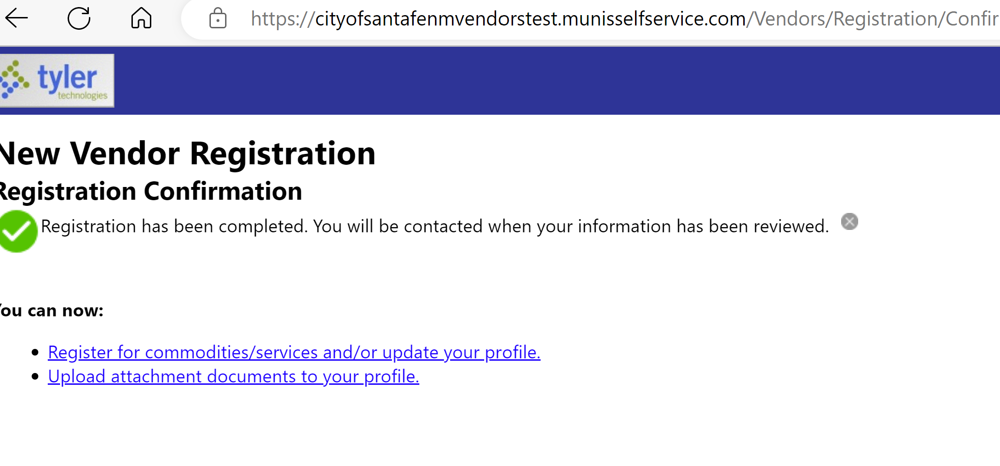 https://cityofsantafenmvendorstest.munisselfservice.com/Vendors/Registration/Confir
tyler
technologies
New Vendor Registration
Registration Confirmation
Registration has been completed. You will be contacted when your information has been reviewed.
You can now:
Register for commodities/services and/or update your profile.
Upload attachment documents to your profile.